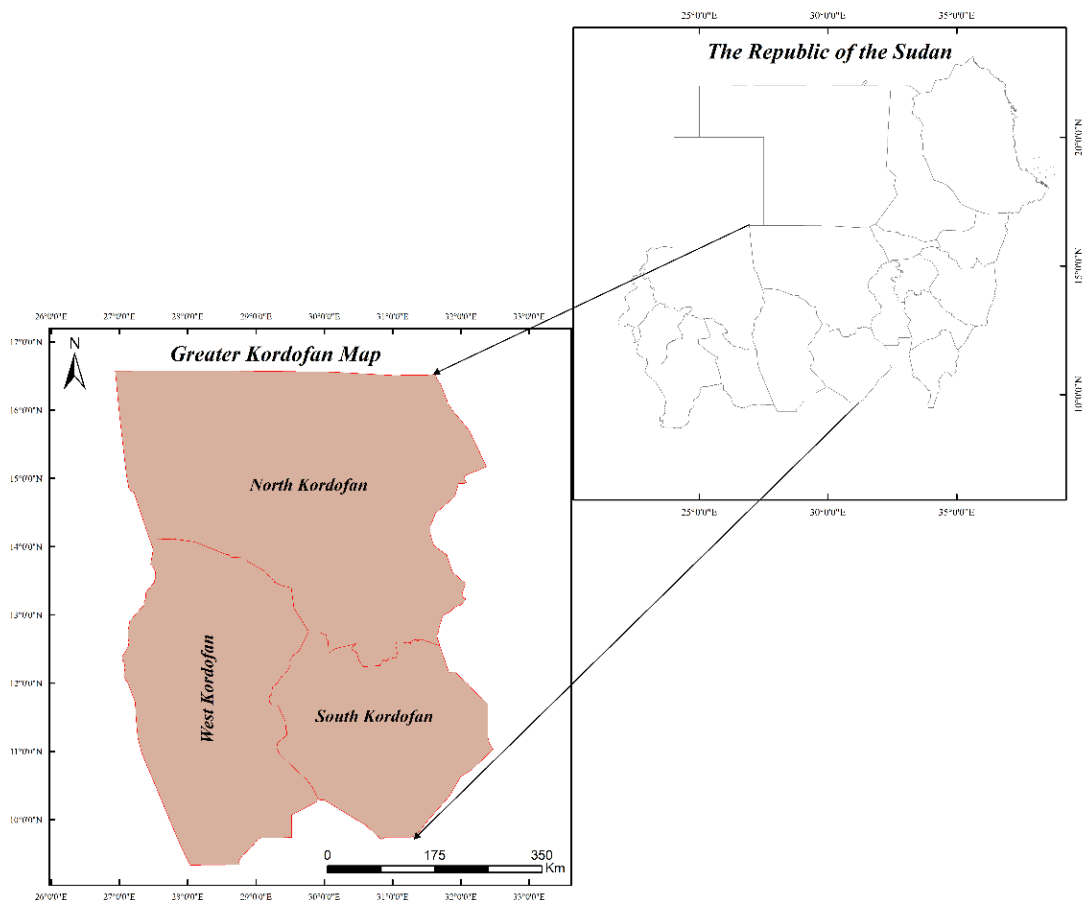 25°0'0"E 30°0'0"E 35°0'0"E
The Republic of the Sudan
20°0'0"N
15°0'0"N
10°0'0"N
25°0'0"E 30°0'0"E 35°0'0"E
26°0'0"E 27°0'0"E 28°0'0"E 29°0'0"E 30°0'0"E 31°0'0"E 32°0'0"E 33°0'0"E
Greater Kordofan Map
N
17°0'0"N
16°0'0"N
15°0'0"N
14°0'0"N
13°0'0"N
12°0'0"N
11°0'0"N
10°0'0"N
North Kordofan
West Kordofan
South Kordofan
0 175 350
Km
26°0'0"E 27°0'0"E 28°0'0"E 29°0'0"E 30°0'0"E 31°0'0"E 32°0'0"E 33°0'0"E